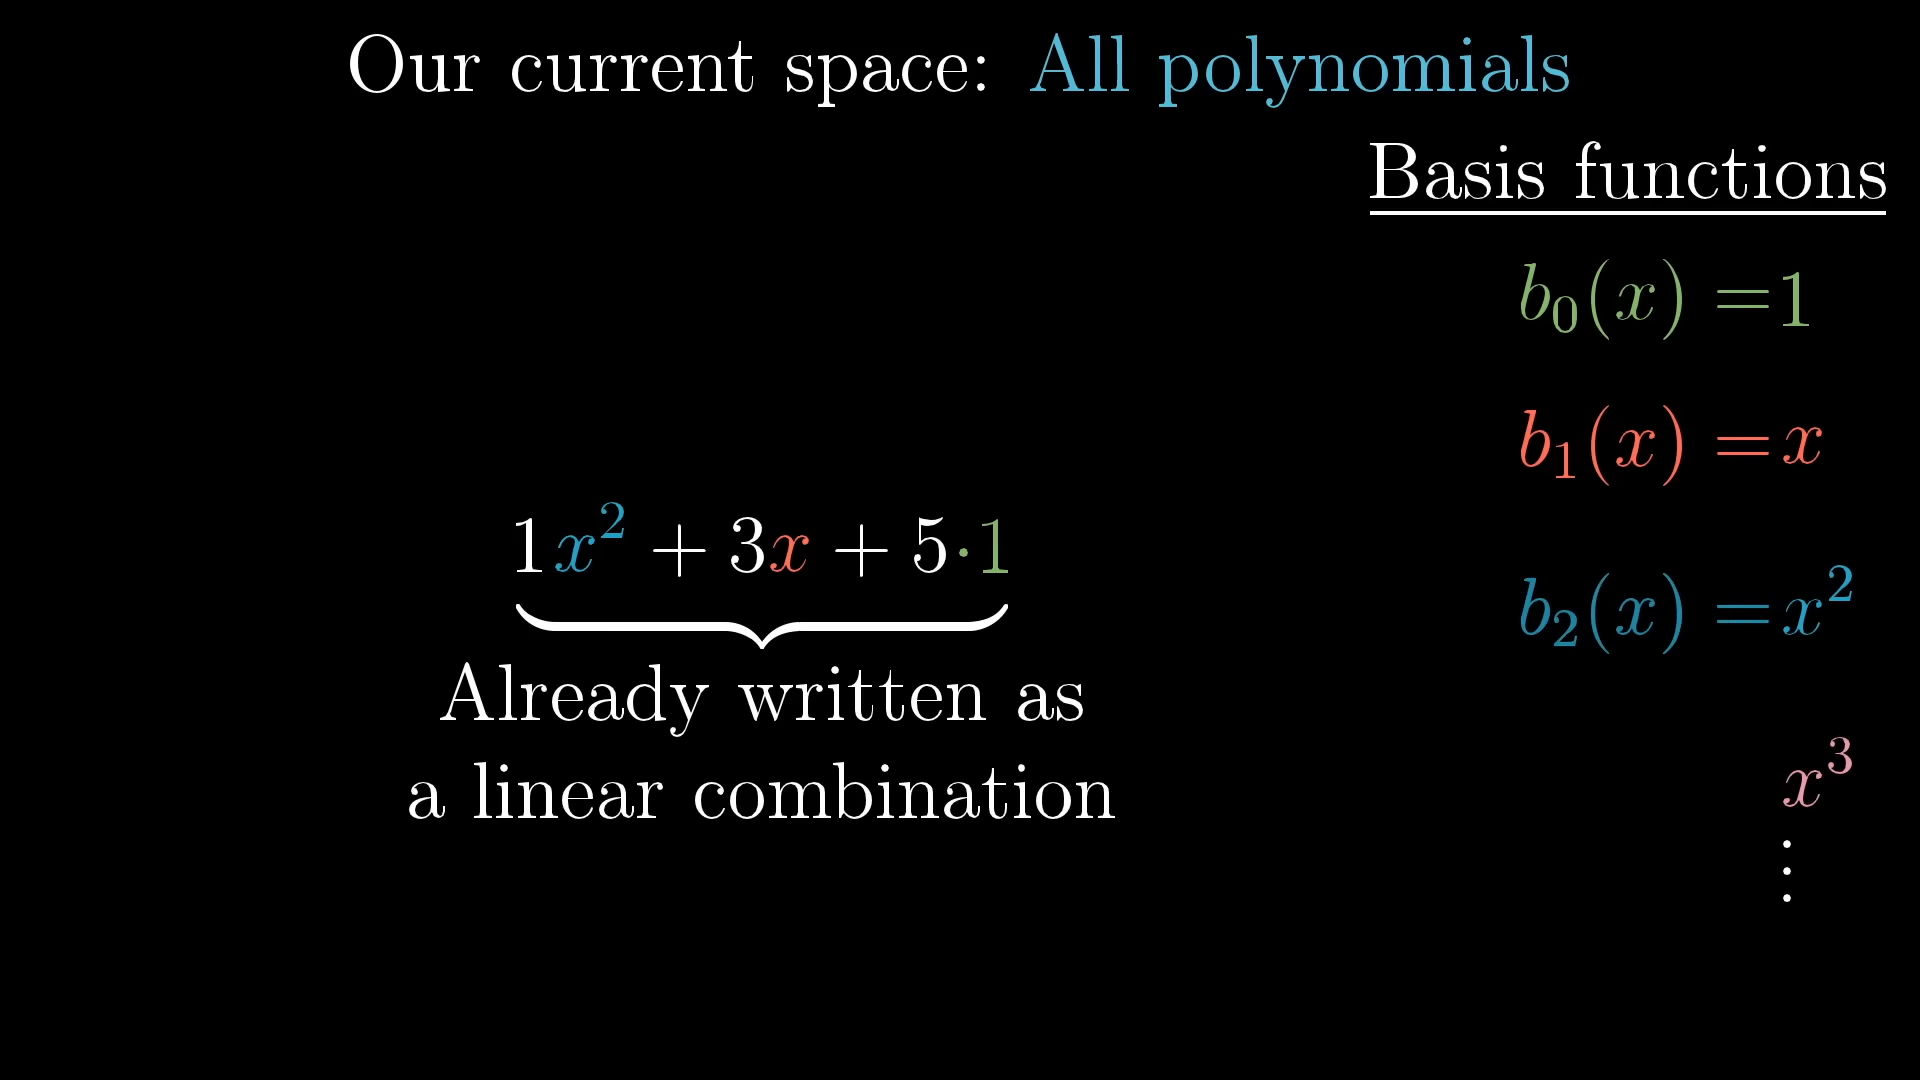 Our current space: All polynomials
Basis functions
b₀(x) = 1
b₁(x) = x
1x² + 3x + 5·1
b₂(x) = x²
Already written as
a linear combination
x³
⋮